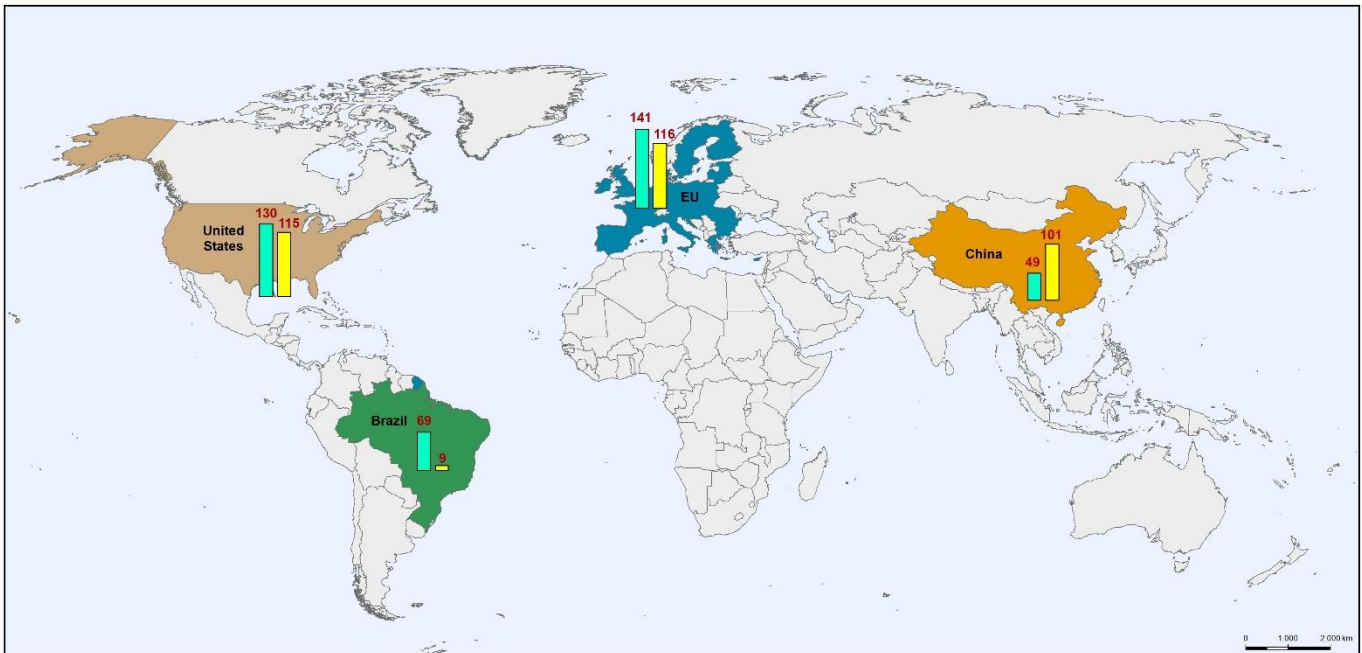 141
116
EU
130
115
United
States
101
49
China
Brazil 69
9
0 1 000 2 000 km